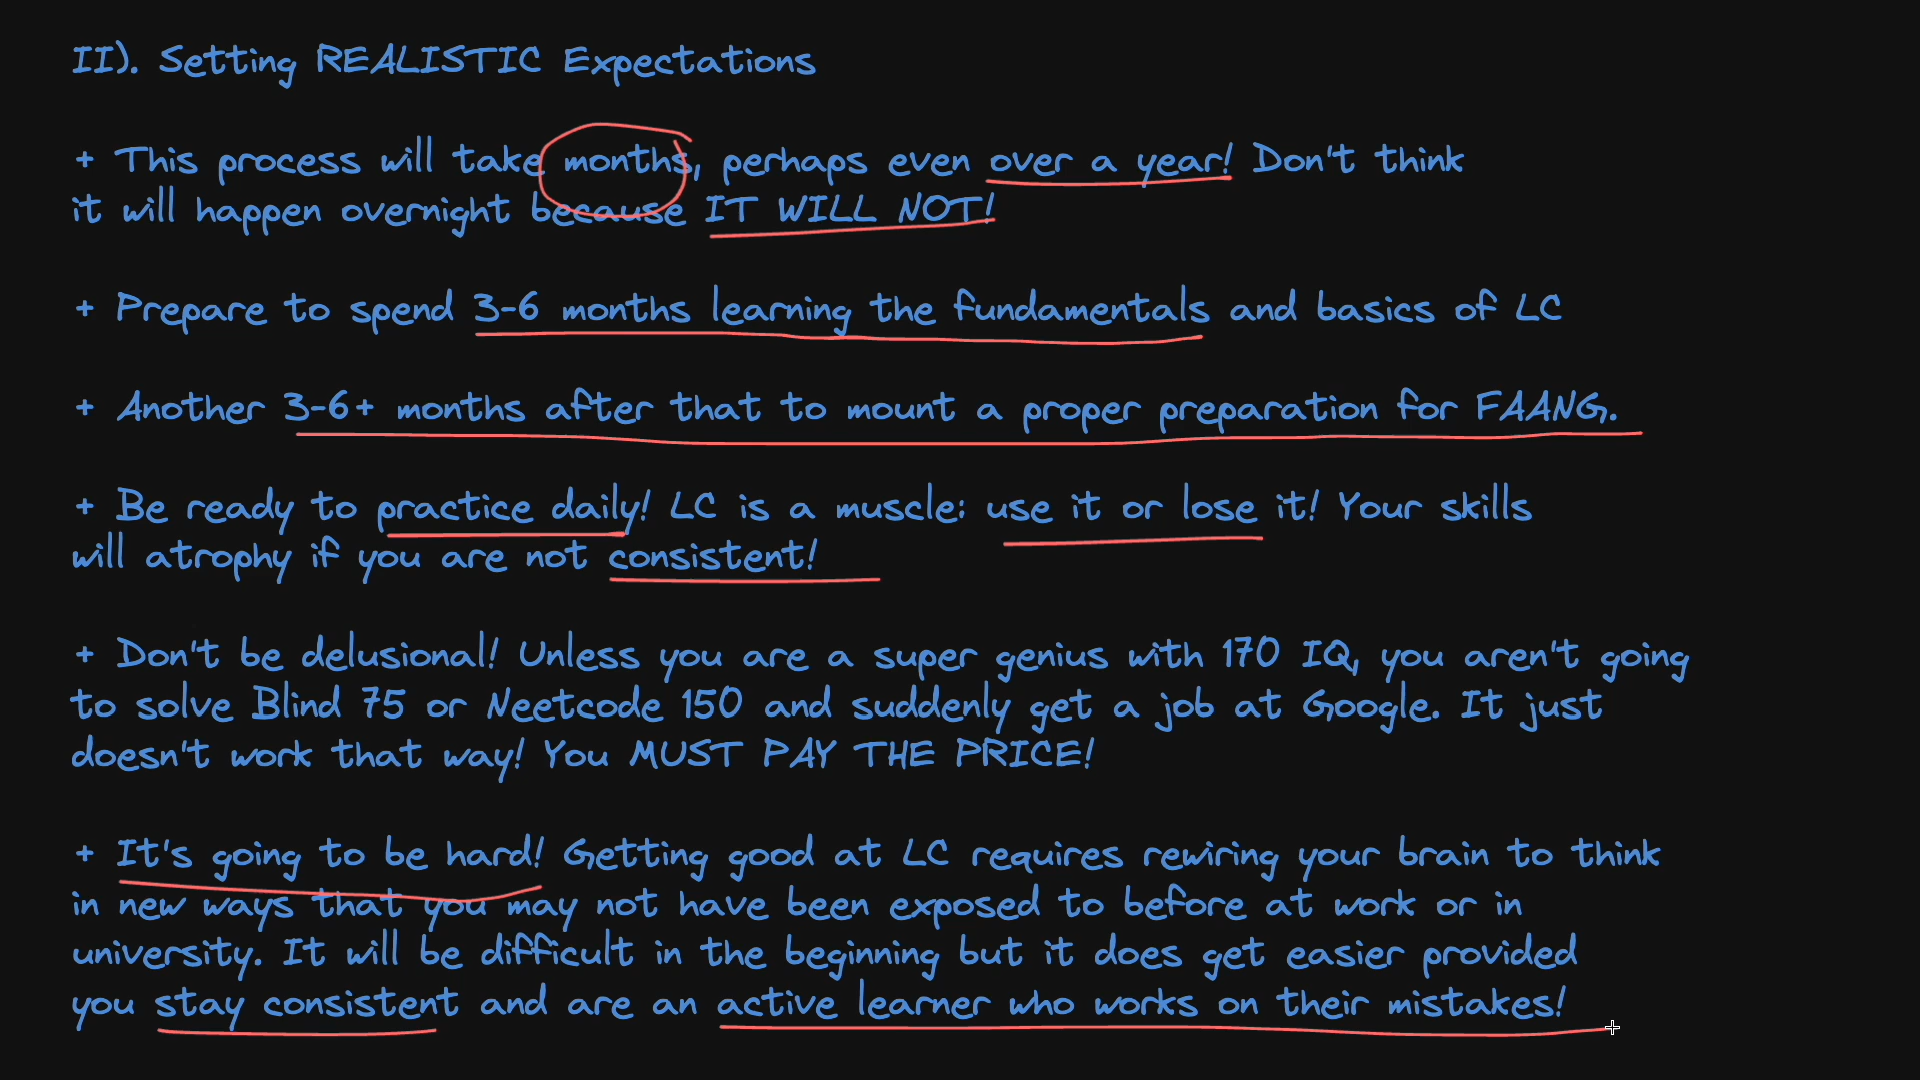 II). Setting REALISTIC Expectations
+ This process will take months, perhaps even over a year! Don't think
it will happen overnight because IT WILL NOT!
+ Prepare to spend 3-6 months learning the fundamentals and basics of LC
+ Another 3-6+ months after that to mount a proper preparation for FAANG.
+ Be ready to practice daily! LC is a muscle: use it or lose it! Your skills
will atrophy if you are not consistent!
+ Don't be delusional! Unless you are a super genius with 170 IQ, you aren't going
to solve Blind 75 or Neetcode 150 and suddenly get a job at Google. It just
doesn't work that way! You MUST PAY THE PRICE!
+ It's going to be hard! Getting good at LC requires rewiring your brain to think
in new ways that you may not have been exposed to before at work or in
university. It will be difficult in the beginning but it does get easier provided
you stay consistent and are an active learner who works on their mistakes!